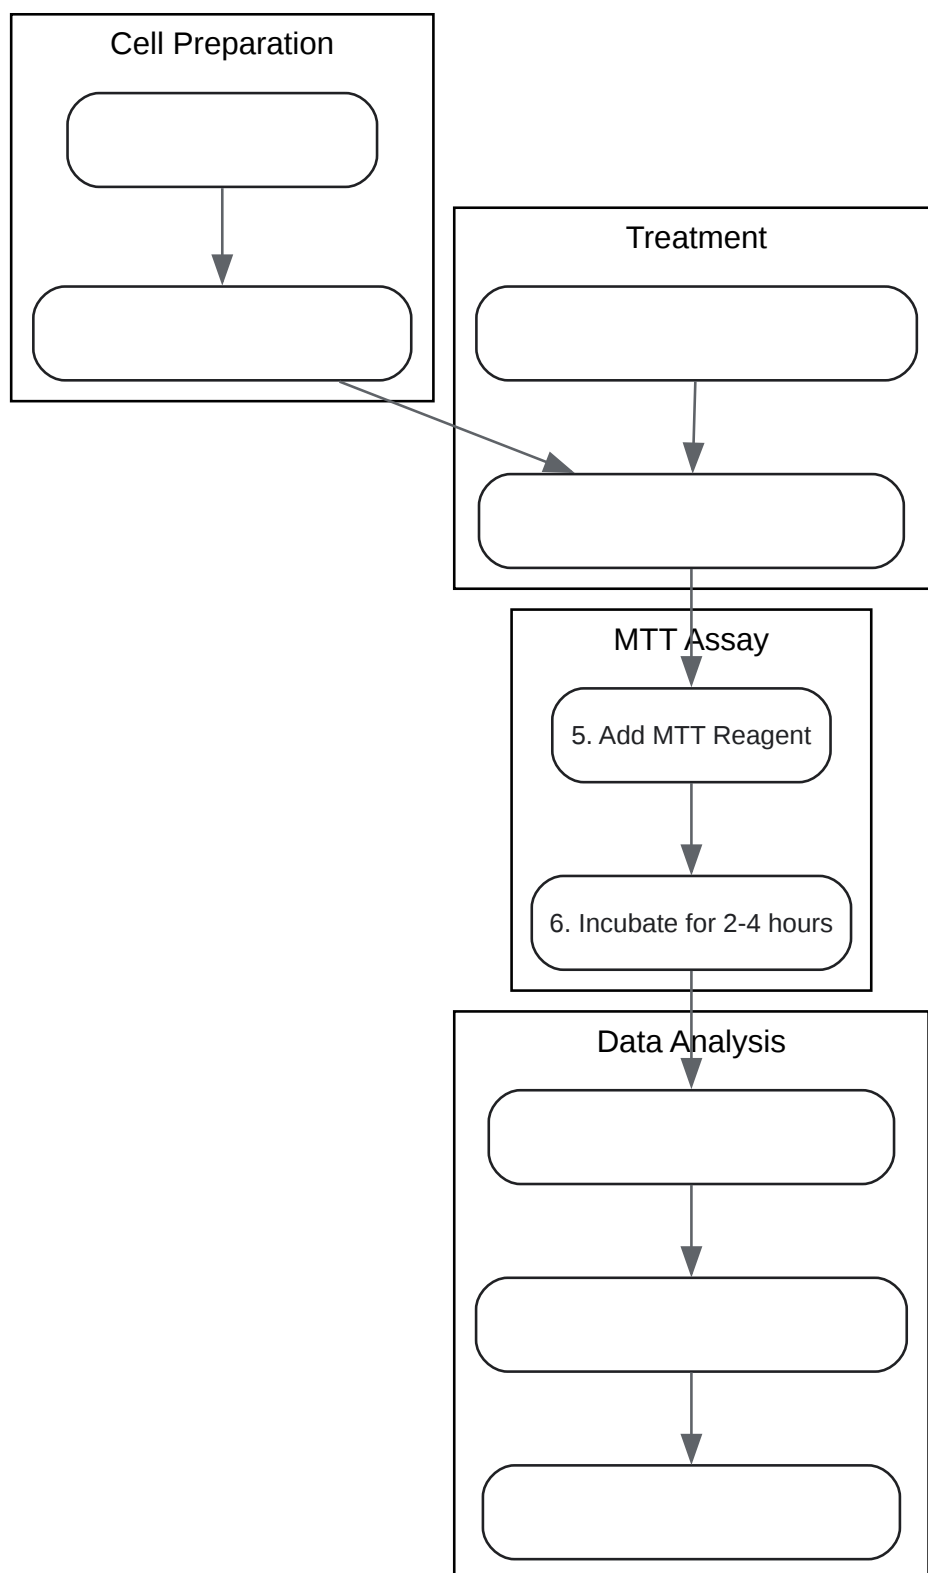 Cell Preparation
Treatment
MTT Assay
5. Add MTT Reagent
6. Incubate for 2-4 hours
Data Analysis